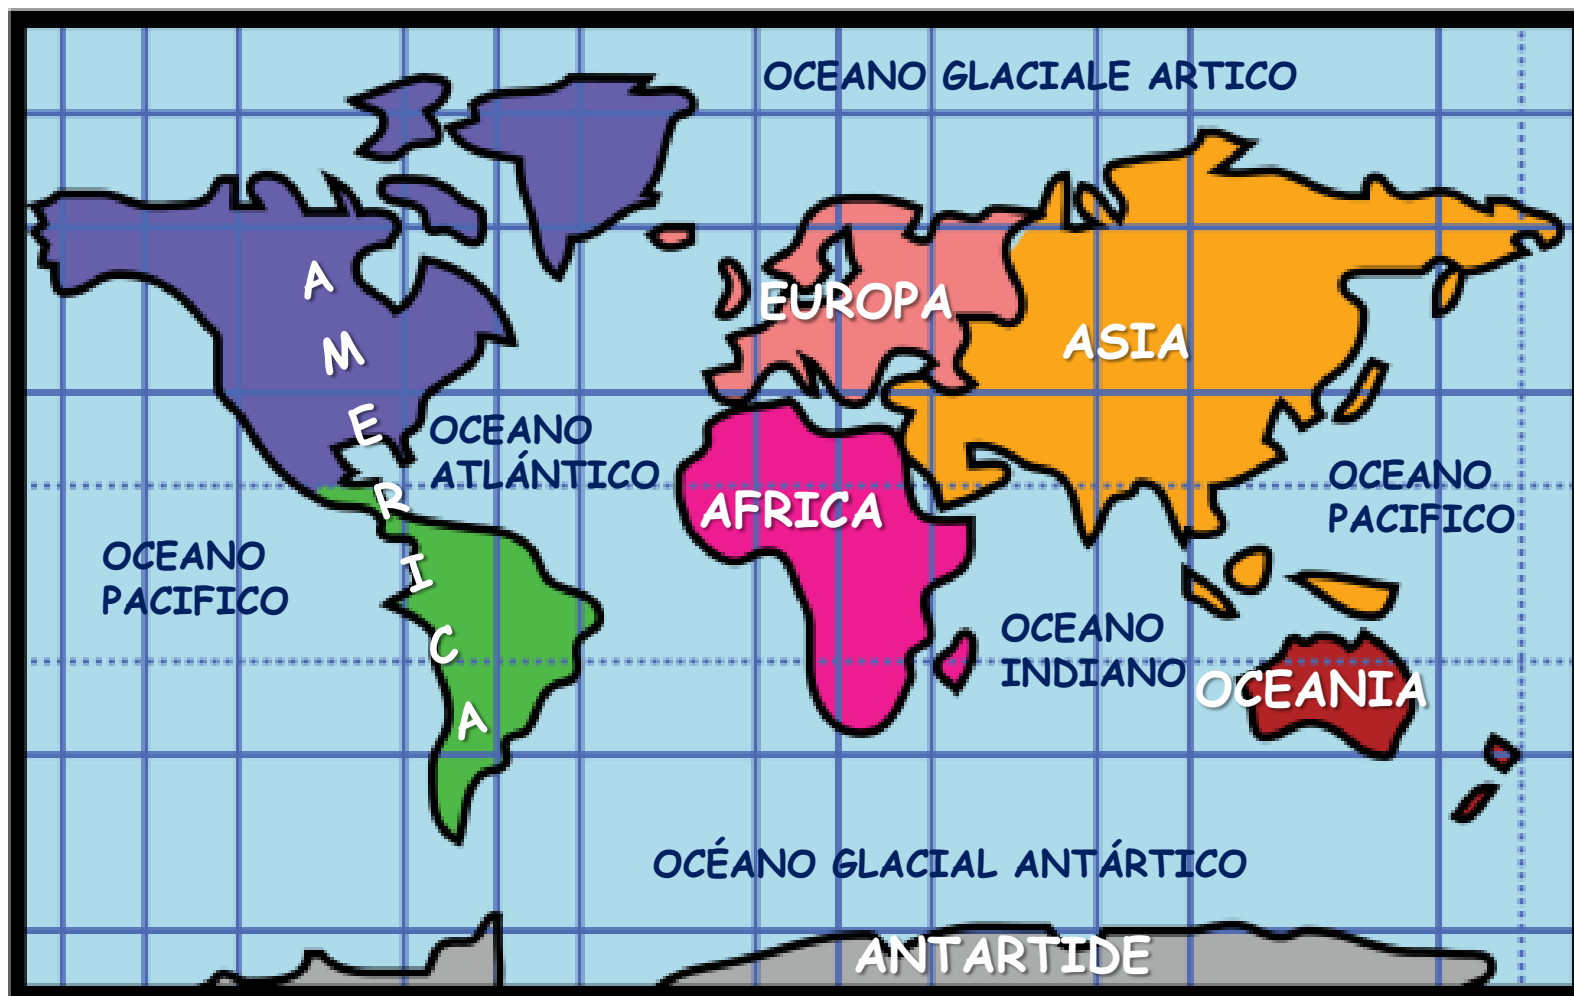 OCEANO GLACIALE ARTICO
AMERICA
EUROPA
ASIA
OCEANO
ATLÁNTICO
AFRICA
OCEANO
PACIFICO
OCEANO
PACIFICO
OCEANO
INDIANO
OCEANIA
OCÉANO GLACIAL ANTÁRTICO
ANTARTIDE